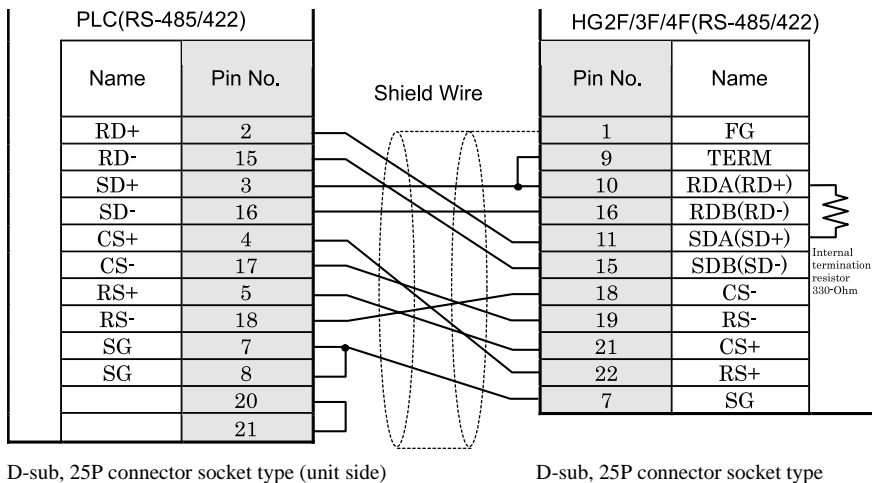 PLC(RS-485/422)
HG2F/3F/4F(RS-485/422)
Name Pin No.
Shield Wire
Pin No. Name
RD+ 2
1 FG
RD- 15
9 TERM
SD+ 3
10 RDA(RD+)
SD- 16
16 RDB(RD-)
CS+ 4
11 SDA(SD+)
CS- 17
15 SDB(SD-)
Internal
termination
resistor
330-Ohm
RS+ 5
18 CS-
RS- 18
19 RS-
SG 7
21 CS+
SG 8
22 RS+
20
7 SG
21
D-sub, 25P connector socket type (unit side)
D-sub, 25P connector socket type